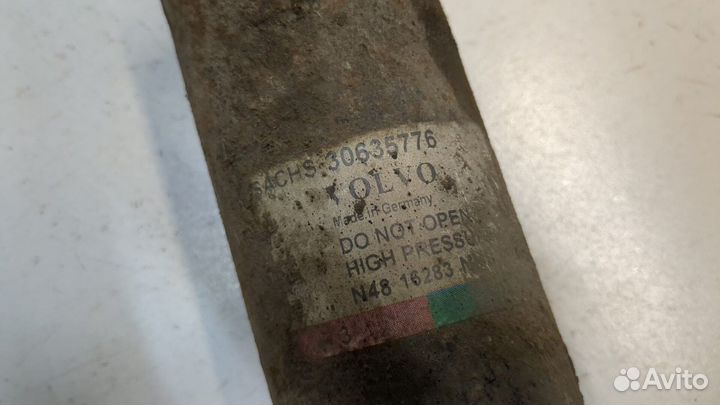 SACHS 30635776
VOLVO
Made in Germany
DO NOT OPEN
HIGH PRESSU
N48 16283
Avito